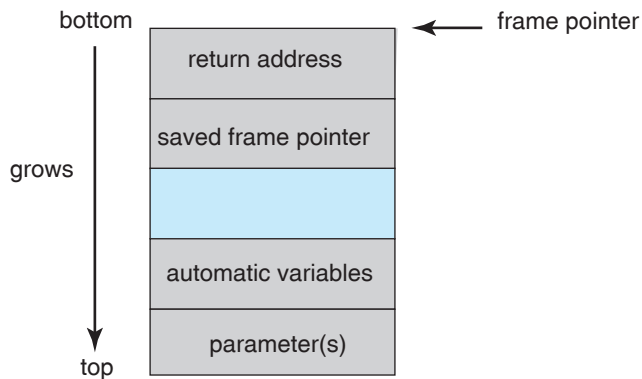 bottom
frame pointer
return address
saved frame pointer
grows
automatic variables
parameter(s)
top